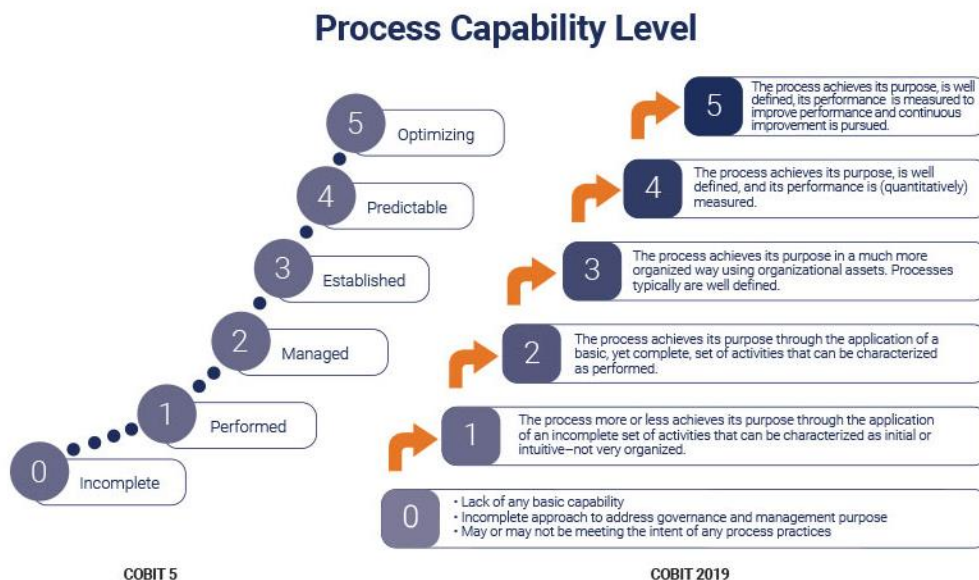 Process Capability Level
5
Optimizing
4
Predictable
3
Established
2
Managed
1
Performed
0
Incomplete
COBIT 5
5
The process achieves its purpose, is well
defined, its performance is measured to
improve performance and continuous
improvement is pursued.
4
The process achieves its purpose, is well
defined, and its performance is (quantitatively)
measured.
3
The process achieves its purpose in a much more
organized way using organizational assets. Processes
typically are well defined.
2
The process achieves its purpose through the application of a
basic, yet complete, set of activities that can be characterized
as performed.
1
The process more or less achieves its purpose through the application
of an incomplete set of activities that can be characterized as initial or
intuitive—not very organized.
0
• Lack of any basic capability
• Incomplete approach to address governance and management purpose
• May or may not be meeting the intent of any process practices
COBIT 2019